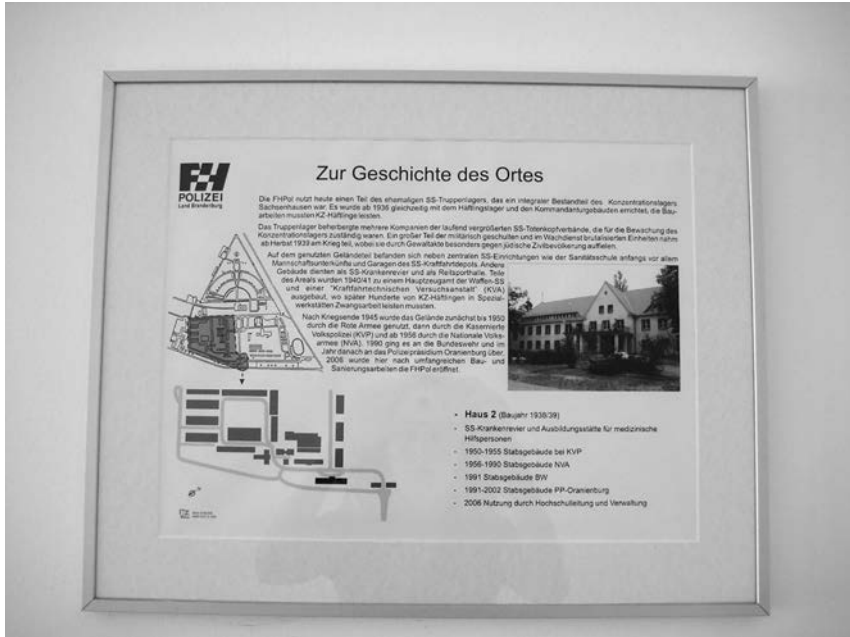 FH
POLIZEI
Land Brandenburg
Zur Geschichte des Ortes
Die FHPol nutzt heute einen Teil des ehemaligen SS-Truppenlagers, das ein integraler Bestandteil des Konzentrationslagers
Sachsenhausen war. Es wurde ab 1936 gleichzeitig mit dem Häftlingslager und den Kommandanturgebäuden errichtet, die Bau-
arbeiten mussten KZ-Häftlinge leisten.
Das Truppenlager beherbergte mehrere Kompanien der laufend vergrößerten SS-Totenkopfverbände, die für die Bewachung des
Konzentrationslagers zuständig waren. Ein großer Teil der militärisch geschulten und im Wachdienst brutalisierten Einheiten nahm
ab Herbst 1939 am Krieg teil, wobei sie durch Gewaltakte besonders gegen jüdische Zivilbevölkerung auffielen.
Auf dem genutzten Geländeteil befanden sich neben zentralen SS-Einrichtungen wie der Sanitätsschule anfangs vor allem
Mannschaftsunterkünfte und Garagen des SS-Kraftfahrtdepots. Andere
Gebäude dienten als SS-Krankenrevier und als Reitsporthalle. Teile
des Areals wurden 1940/41 zu einem Hauptzeugamt der Waffen-SS
und einer "Kraftfahrtechnischen Versuchsanstalt" (KVA)
ausgebaut, wo später Hunderte von KZ-Häftlingen in Spezial-
werkstätten Zwangsarbeit leisten mussten.
Nach Kriegsende 1945 wurde das Gelände zunächst bis 1950
durch die Rote Armee genutzt, dann durch die Kasernierte
Volkspolizei (KVP) und ab 1956 durch die Nationale Volks-
armee (NVA). 1990 ging es an die Bundeswehr und im
Jahr danach an das Polizeipräsidium Oranienburg über,
2006 wurde hier nach umfangreichen Bau- und
Sanierungsarbeiten die FHPol eröffnet.
- Haus 2 (Baujahr 1938/39)
- SS-Krankenrevier und Ausbildungsstätte für medizinische
Hilfspersonen
- 1950-1955 Stabsgebäude bei KVP
- 1956-1990 Stabsgebäude NVA
- 1991 Stabsgebäude BW
- 1991-2002 Stabsgebäude PP-Oranienburg
- 2006 Nutzung durch Hochschulleitung und Verwaltung